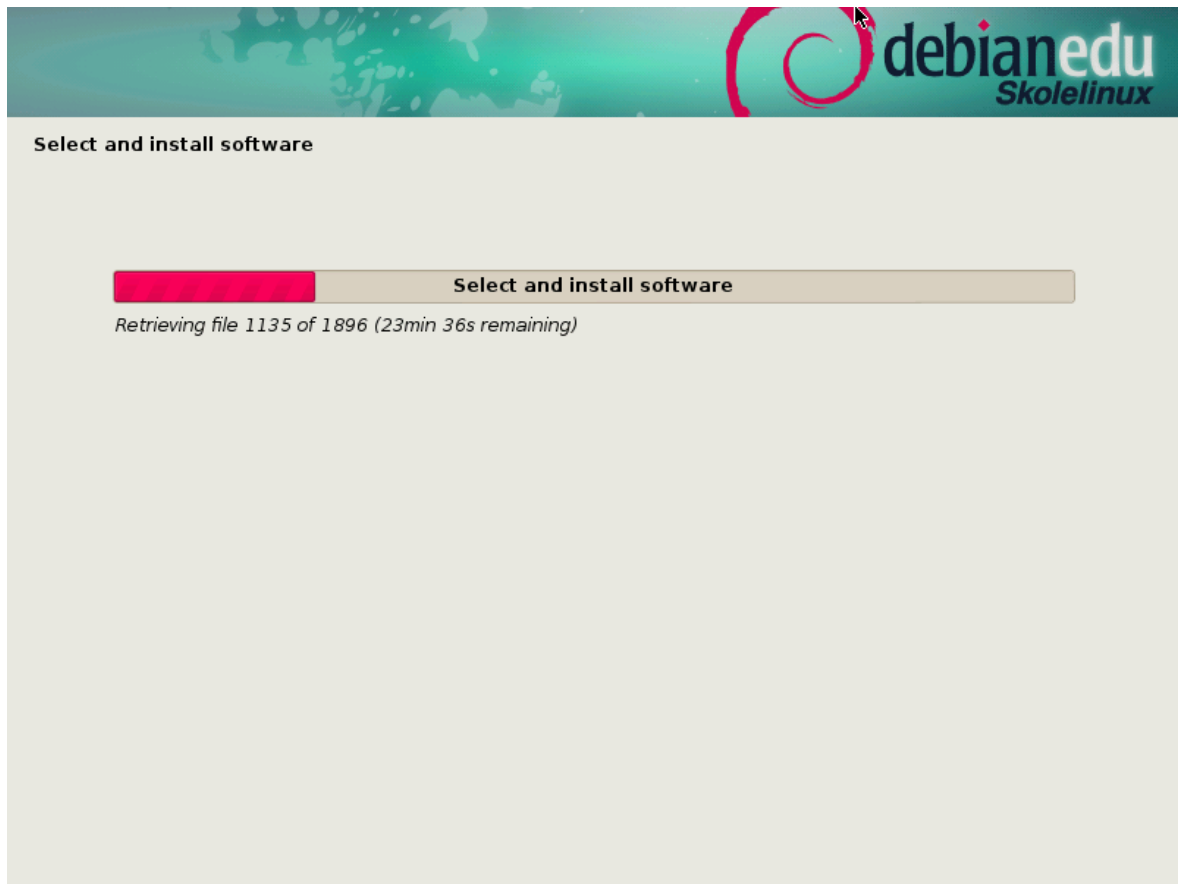 debianedu
Skolelinux
Select and install software
Select and install software
Retrieving file 1135 of 1896 (23min 36s remaining)